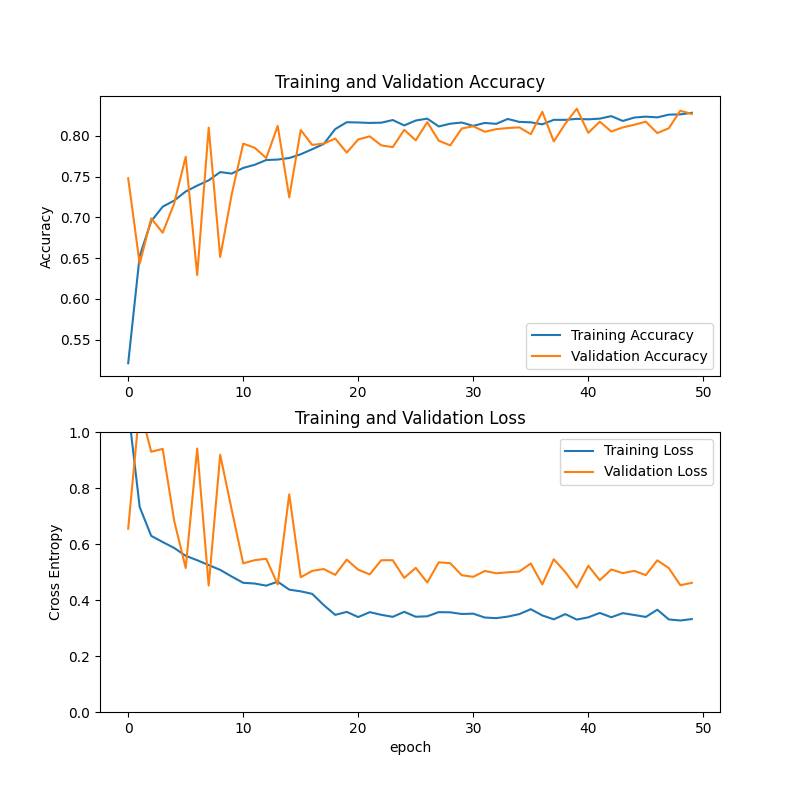 Training and Validation Accuracy
Accuracy
0.80
0.75
0.70
0.65
0.60
0.55
Training Accuracy
Validation Accuracy
0 10 20 30 40 50
Training and Validation Loss
Cross Entropy
1.0
0.8
0.6
0.4
0.2
0.0
Training Loss
Validation Loss
0 10 20 30 40 50
epoch